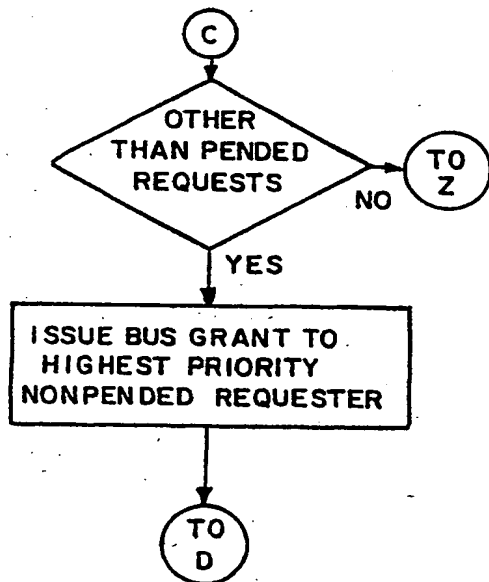 C
OTHER
THAN PENDED
REQUESTS
TO
Z
NO
YES
ISSUE BUS GRANT TO
HIGHEST PRIORITY
NONPENDED REQUESTER
TO
D